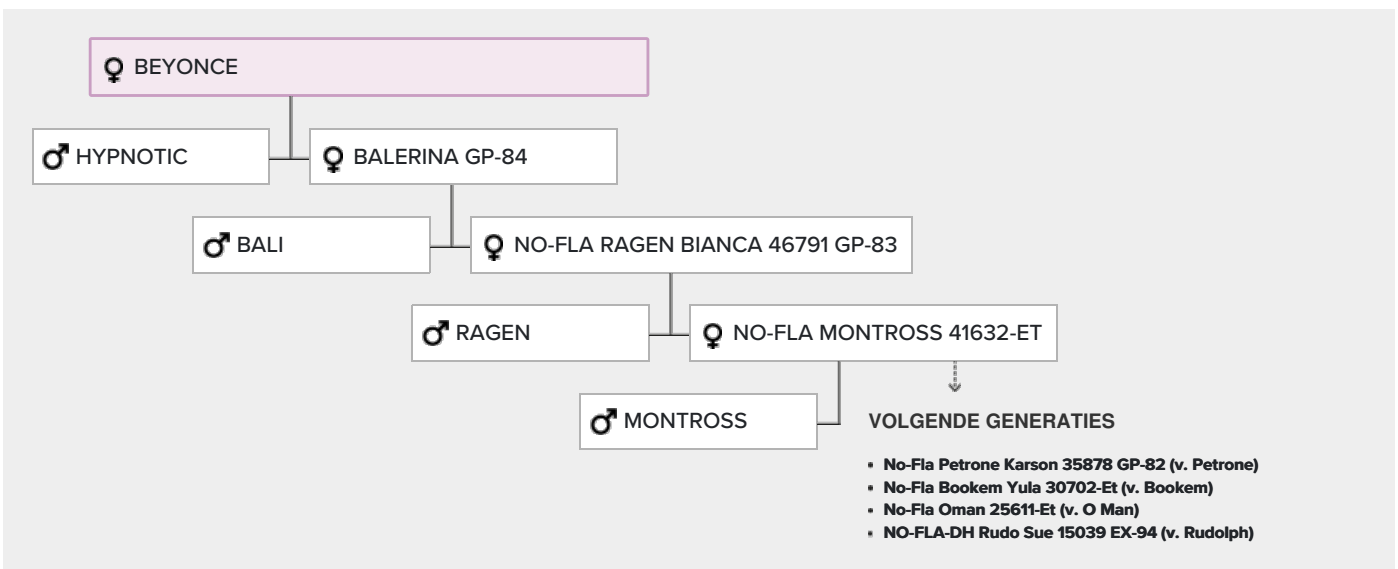 BEYONCE
HYPNOTIC
BALERINA GP-84
BALI
NO-FLA RAGEN BIANCA 46791 GP-83
RAGEN
NO-FLA MONTROSS 41632-ET
MONTROSS
VOLGENDE GENERATIES
• No-Fla Petrone Karson 35878 GP-82 (v. Petrone)
• No-Fla Bookem Yula 30702-Et (v. Bookem)
• No-Fla Oman 25611-Et (v. O Man)
• NO-FLA-DH Rudo Sue 15039 EX-94 (v. Rudolph)